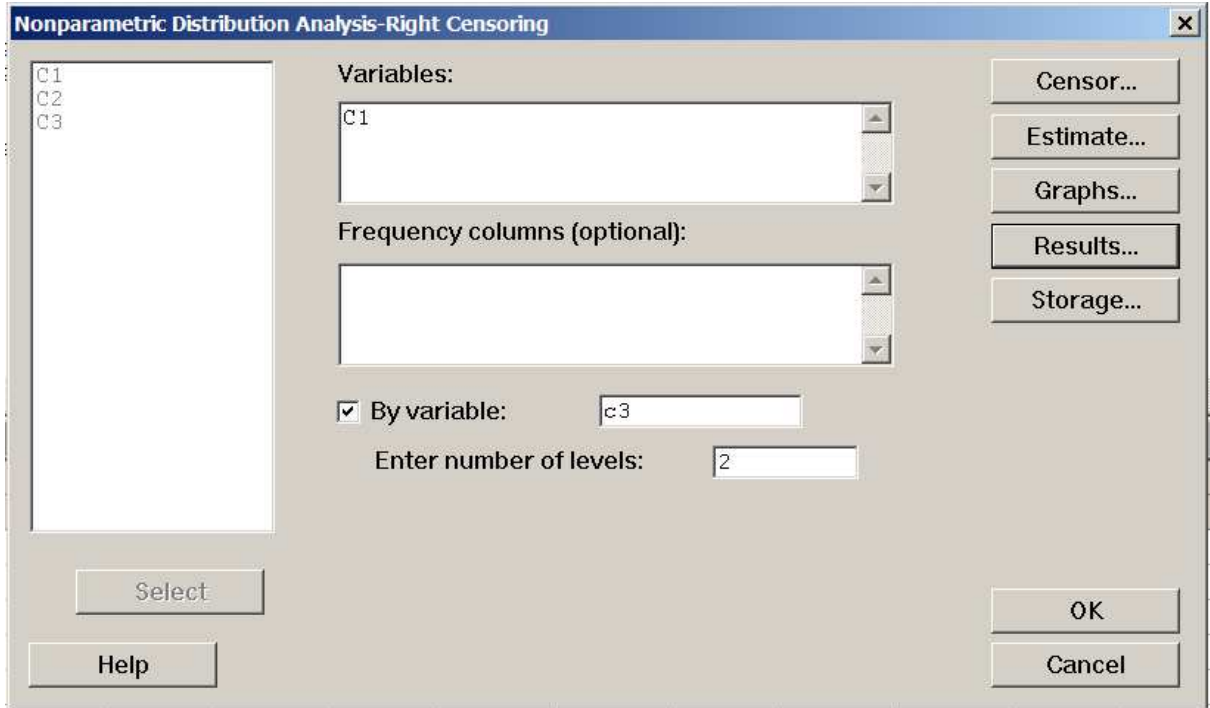 Nonparametric Distribution Analysis-Right Censoring
C1
C2
C3
Variables:
C1
Frequency columns (optional):
By variable:
c3
Enter number of levels:
2
Censor...
Estimate...
Graphs...
Results...
Storage...
Select
Help
OK
Cancel